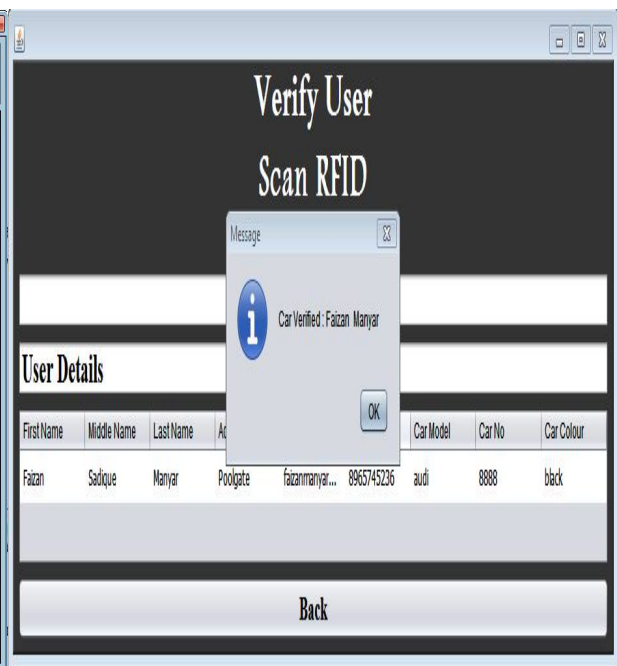 Verify User
Scan RFID
Message
Car Verified : Faizan Manyar
OK
User Details
First Name Middle Name Last Name Car Model Car No Car Colour
Faizan Sadique Manyar Poolgate faizanmanyar... 8965745236 audi 8888 black
Back